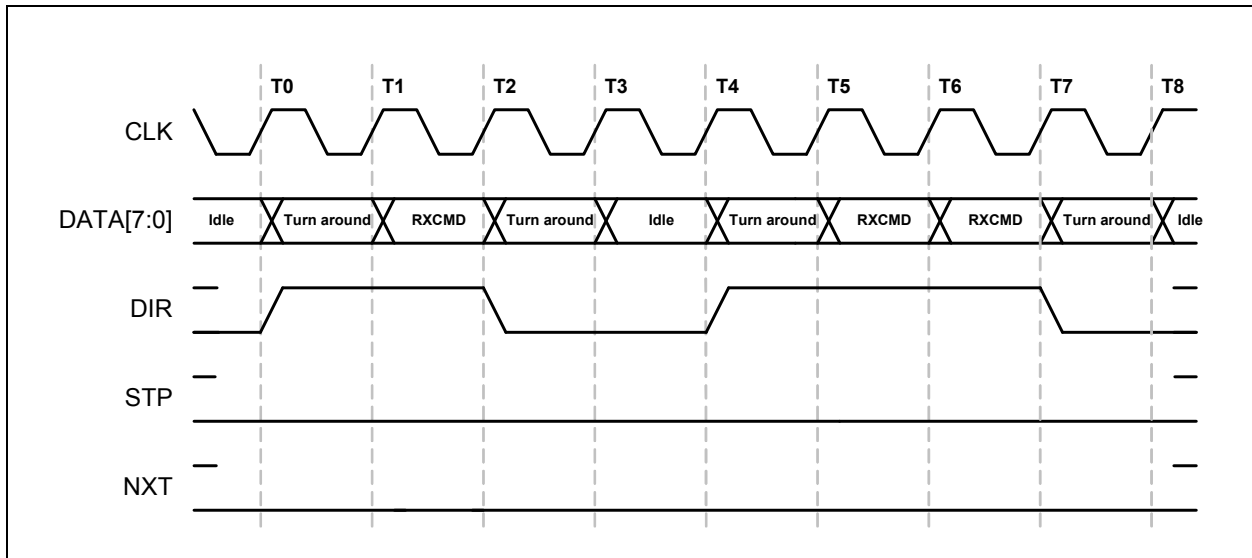 T0 T1 T2 T3 T4 T5 T6 T7 T8
CLK
DATA[7:0] Idle Turn around RXCMD Turn around Idle Turn around RXCMD RXCMD Turn around Idle
DIR
STP
NXT